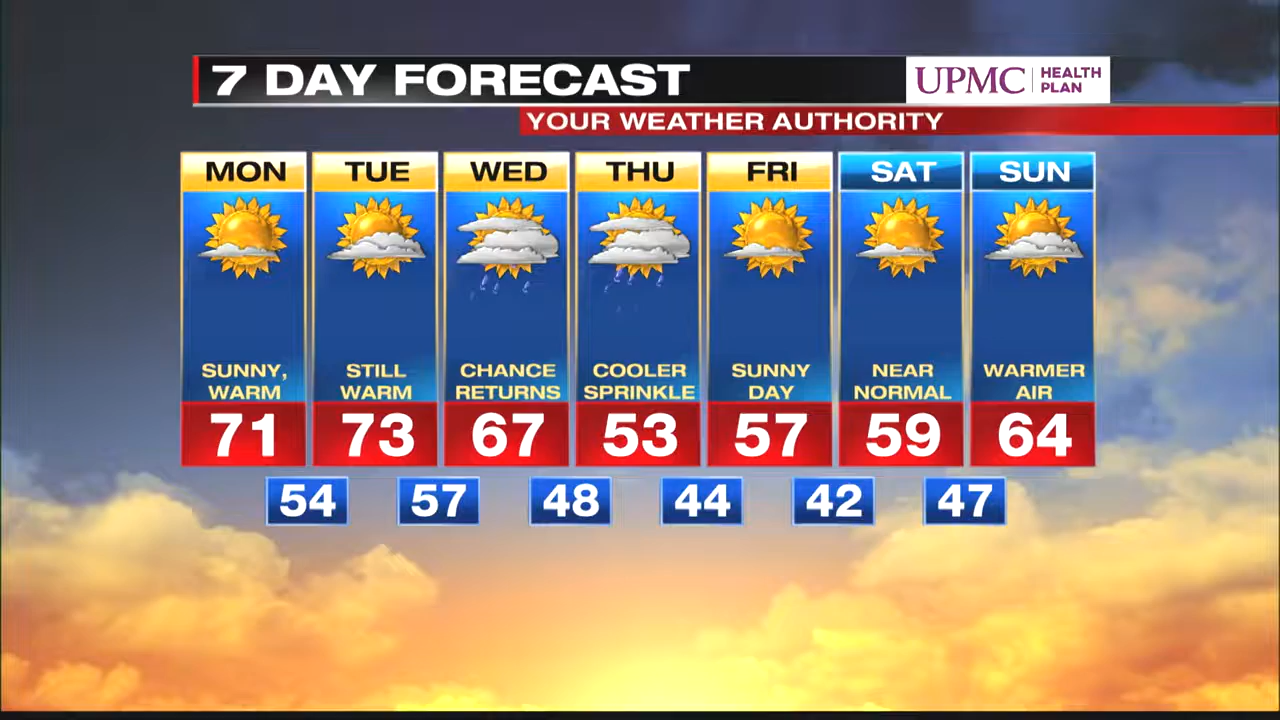 7 DAY FORECAST
UPMC HEALTH PLAN
YOUR WEATHER AUTHORITY
MON TUE WED THU FRI SAT SUN
SUNNY, WARM
STILL WARM
CHANCE RETURNS
COOLER SPRINKLE
SUNNY DAY
NEAR NORMAL
WARMER AIR
71 73 67 53 57 59 64
54 57 48 44 42 47